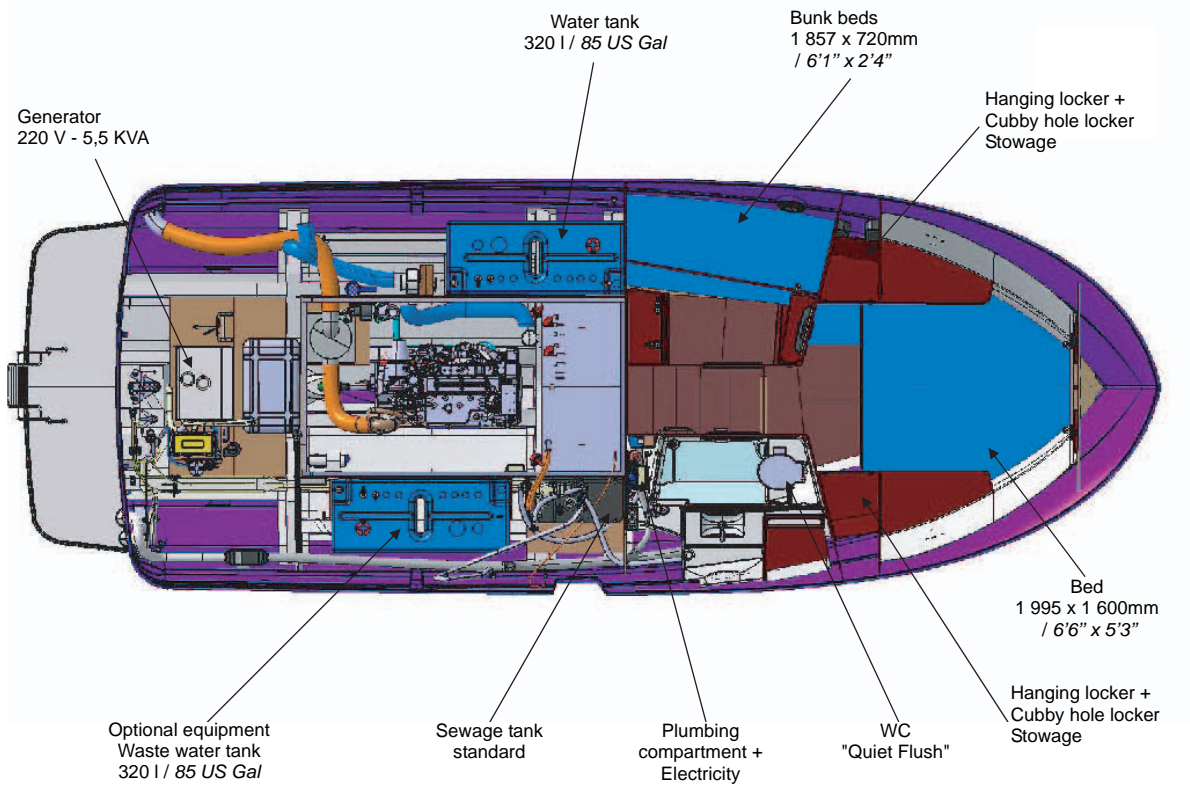 Water tank
320 l / 85 US Gal
Bunk beds
1 857 x 720mm
/ 6'1'' x 2'4''
Hanging locker +
Cubby hole locker
Stowage
Generator
220 V - 5,5 KVA
Bed
1 995 x 1 600mm
/ 6'6'' x 5'3''
Hanging locker +
Cubby hole locker
Stowage
Optional equipment
Waste water tank
320 l / 85 US Gal
Sewage tank
standard
Plumbing
compartment +
Electricity
WC
"Quiet Flush"